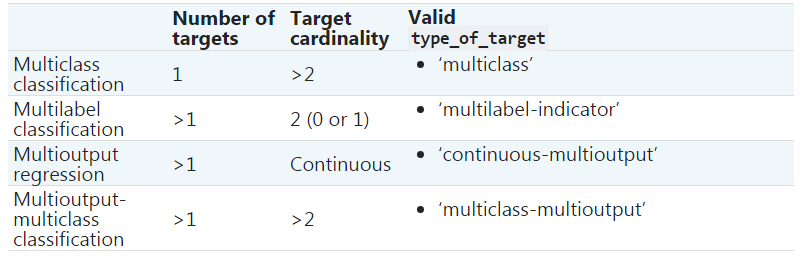 Number of targets Target cardinality Valid type_of_target
Multiclass classification 1 >2 • ‘multiclass’
Multilabel classification >1 2 (0 or 1) • ‘multilabel-indicator’
Multioutput regression >1 Continuous • ‘continuous-multioutput’
Multioutput-multiclass classification >1 >2 • ‘multiclass-multioutput’